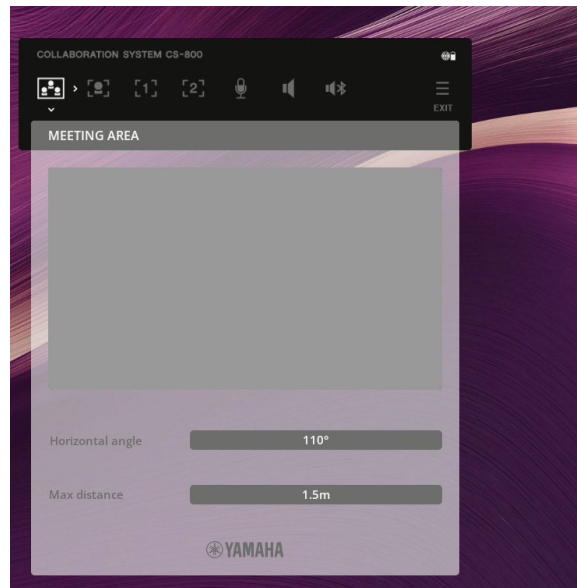 COLLABORATION SYSTEM CS-800
[1] [2]
EXIT
MEETING AREA
Horizontal angle 110°
Max distance 1.5m
YAMAHA